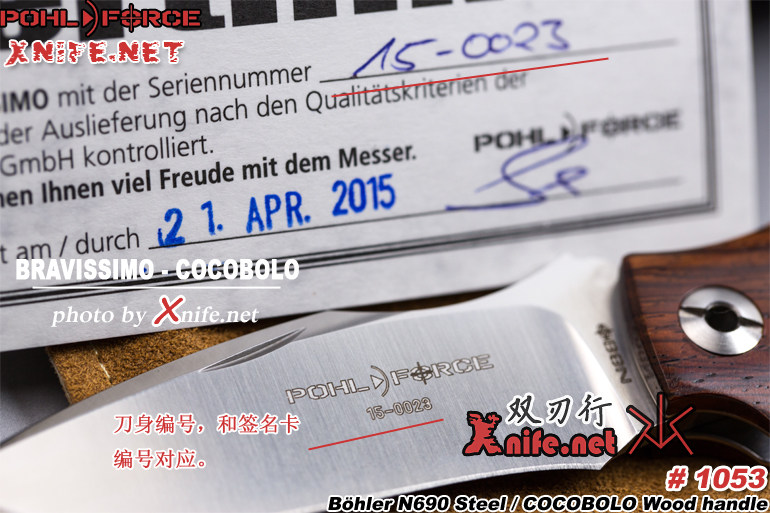 POHL FORCE
XNIFE.NET
15-0023
SIMO mit der Seriennummer
der Auslieferung nach den Qualitätskriterien der
GmbH kontrolliert.
POHL FORCE
nen Ihnen viel Freude mit dem Messer.
21. APR. 2015
t am / durch
BRAVISSIMO - COCOBOLO
photo by Xnife.net
POHL FORCE
15-0023
N690
刀身编号，和签名卡
编号对应。
双刃行
Xnife.net
# 1053
Böhler N690 Steel / COCOBOLO Wood handle